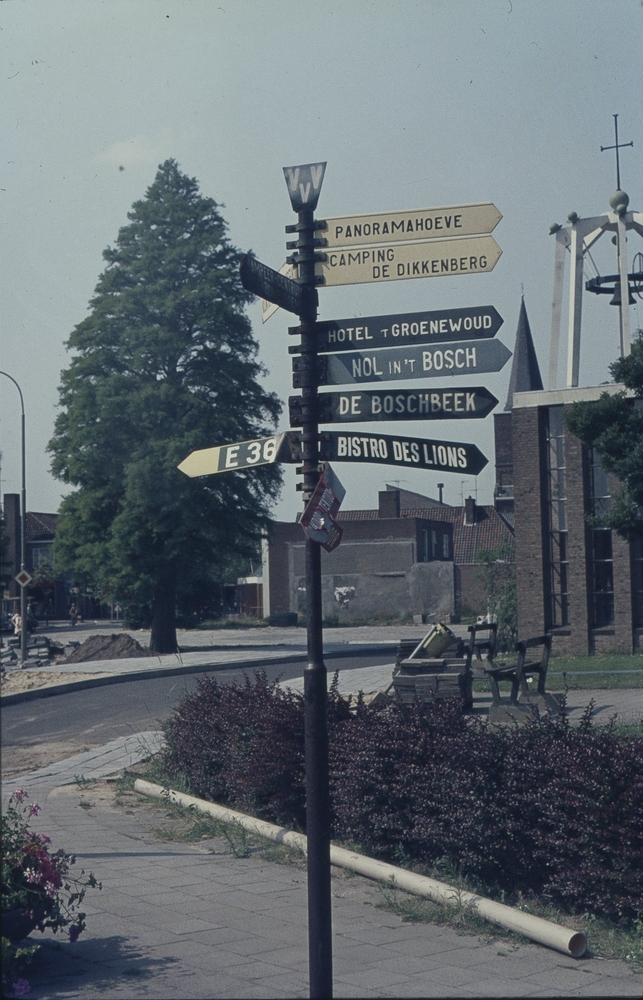 VVV
PANORAMAHOEVE
CAMPING
DE DIKKENBERG
HOTEL 'T GROENEWOUD
NOL IN'T BOSCH
DE BOSCHBEEK
E 36
BISTRO DES LIONS